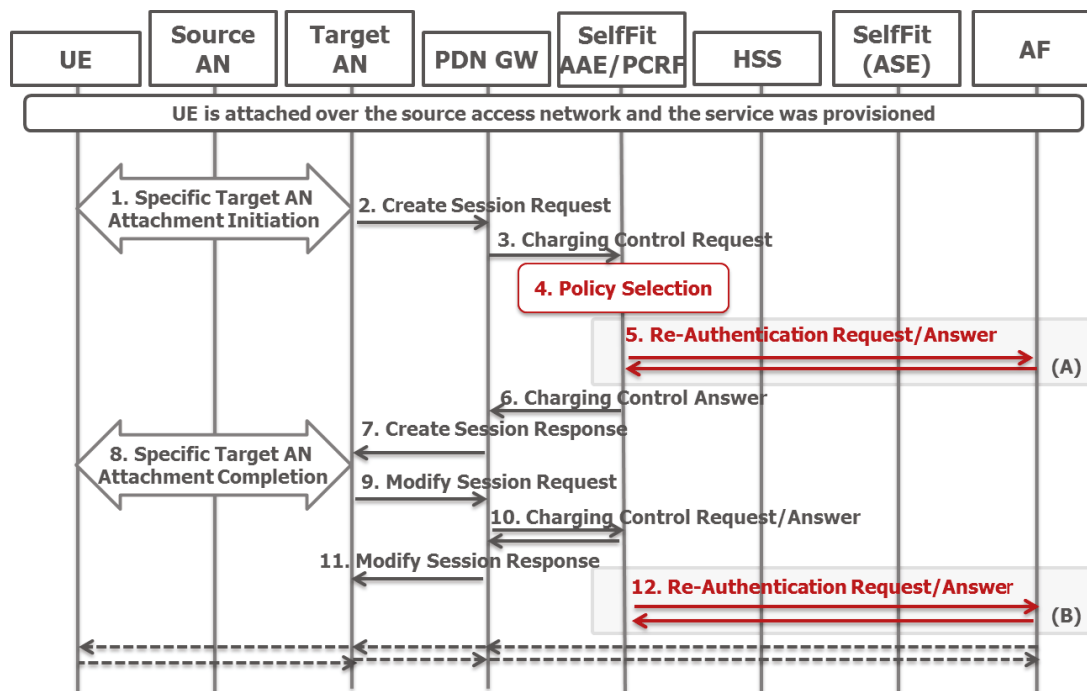 UE
Source
AN
Target
AN
PDN GW
SelfFit
AAE/PCRF
HSS
SelfFit
(ASE)
AF
UE is attached over the source access network and the service was provisioned
1. Specific Target AN
Attachment Initiation
2. Create Session Request
3. Charging Control Request
4. Policy Selection
5. Re-Authentication Request/Answer
(A)
6. Charging Control Answer
7. Create Session Response
8. Specific Target AN
Attachment Completion
9. Modify Session Request
10. Charging Control Request/Answer
11. Modify Session Response
12. Re-Authentication Request/Answer
(B)